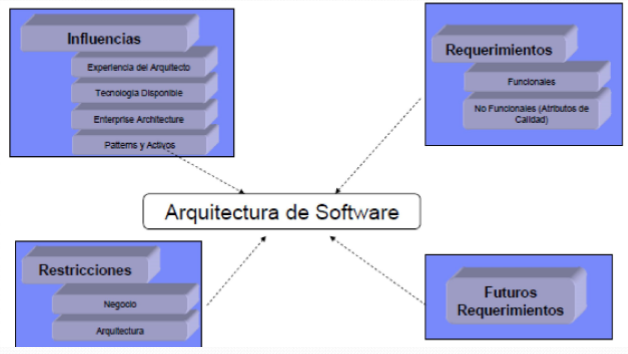 Influencias
Experiencia del Arquitecto
Tecnología Disponible
Enterprise Architecture
Patterns y Activos
Requerimientos
Funcionales
No Funcionales (Atributos de
Calidad)
Arquitectura de Software
Restricciones
Negocio
Arquitectura
Futuros
Requerimientos